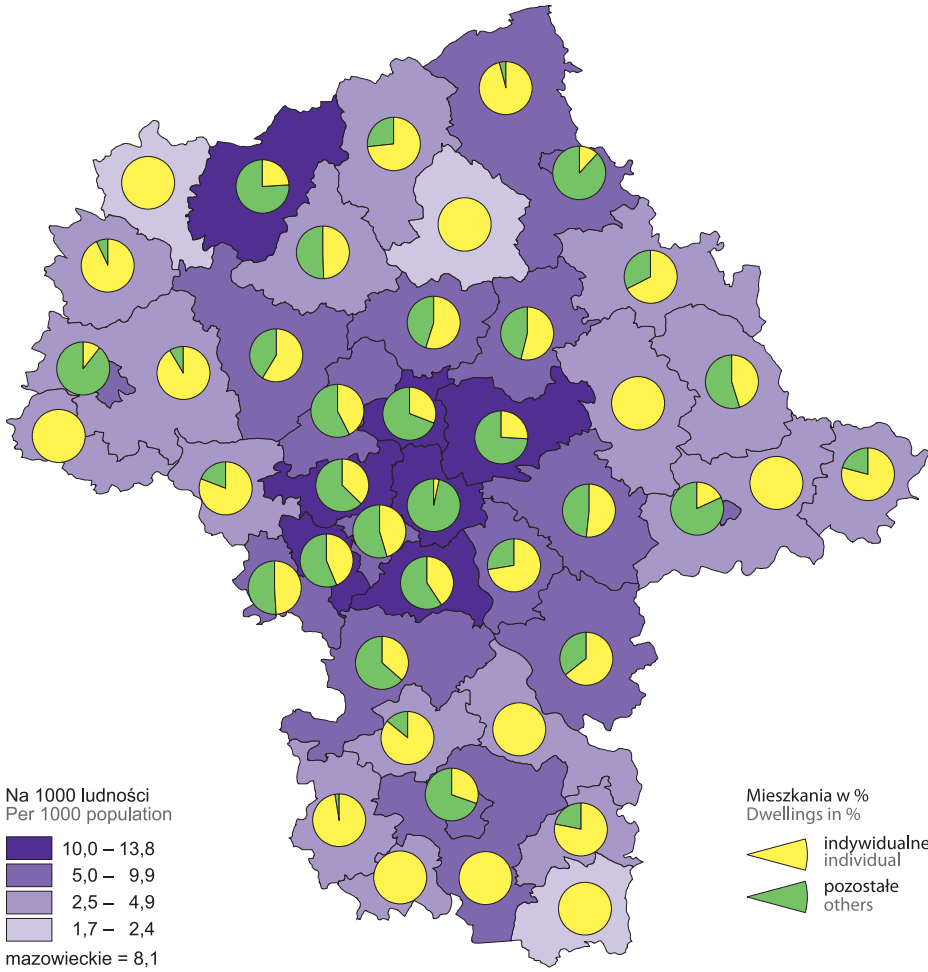 Na 1000 ludności
Per 1000 population
10,0 – 13,8
5,0 – 9,9
2,5 – 4,9
1,7 – 2,4
mazowieckie = 8,1
Mieszkania w %
Dwellings in %
indywidualne
individual
pozostałe
others